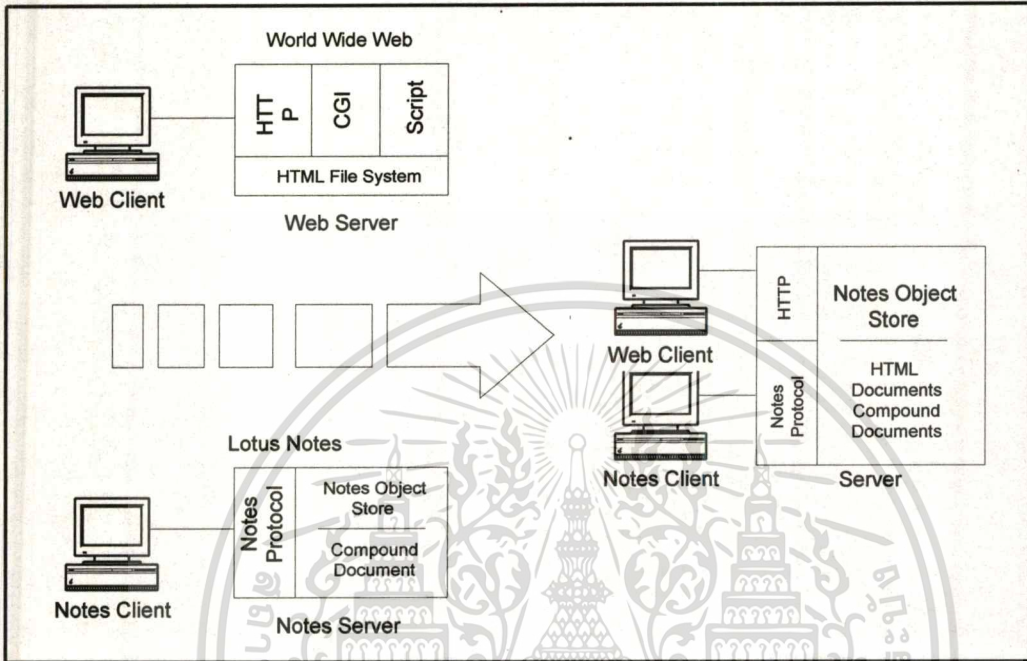 World Wide Web
HTT
P
CGI
Script
HTML File System
Web Client
Web Server
Web Client
Notes Client
HTTP
Notes
Protocol
Notes Object
Store
HTML
Documents
Compound
Documents
Server
Lotus Notes
Notes
Protocol
Notes Object
Store
Compound
Document
Notes Client
Notes Server